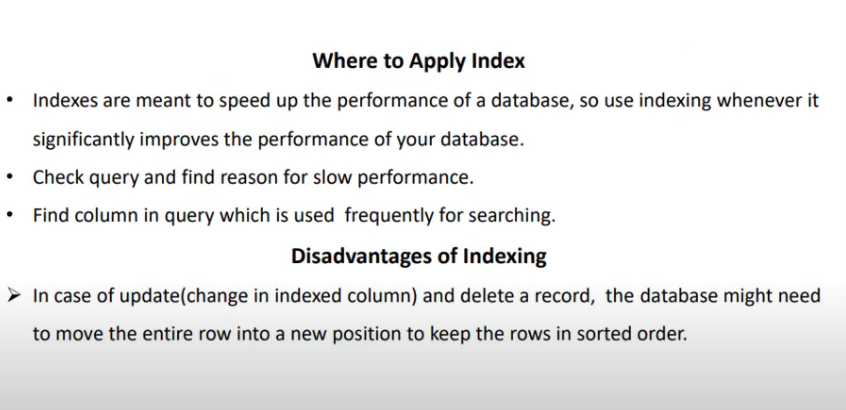 Where to Apply Index
• Indexes are meant to speed up the performance of a database, so use indexing whenever it
significantly improves the performance of your database.
• Check query and find reason for slow performance.
• Find column in query which is used frequently for searching.
Disadvantages of Indexing
➢ In case of update(change in indexed column) and delete a record, the database might need
to move the entire row into a new position to keep the rows in sorted order.